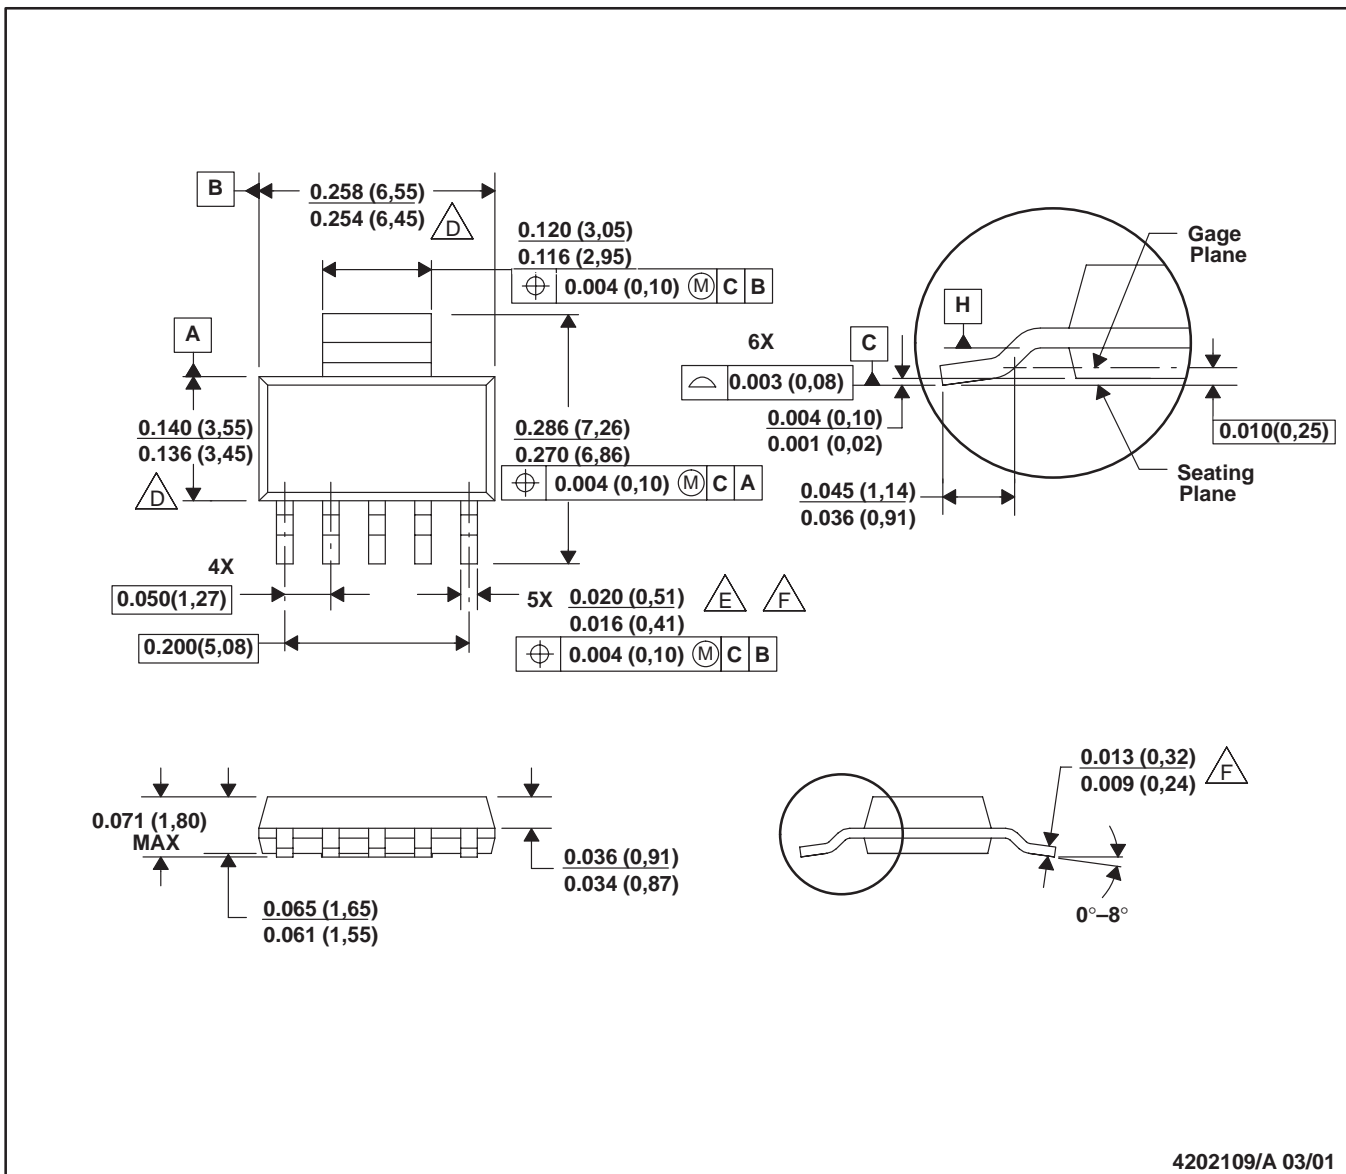 B
0.258 (6,55)
0.254 (6,45)
D
0.120 (3,05)
0.116 (2,95)
0.004 (0,10) M C B
A
0.140 (3,55)
0.136 (3,45)
D
0.286 (7,26)
0.270 (6,86)
0.004 (0,10) M C A
4X
0.050(1,27)
0.200(5,08)
5X
0.020 (0,51)
0.016 (0,41)
E
F
0.004 (0,10) M C B
Gage
Plane
H
6X
C
0.003 (0,08)
0.004 (0,10)
0.001 (0,02)
0.010(0,25)
Seating
Plane
0.045 (1,14)
0.036 (0,91)
0.071 (1,80)
MAX
0.065 (1,65)
0.061 (1,55)
0.036 (0,91)
0.034 (0,87)
0.013 (0,32)
0.009 (0,24)
F
0°–8°
4202109/A 03/01